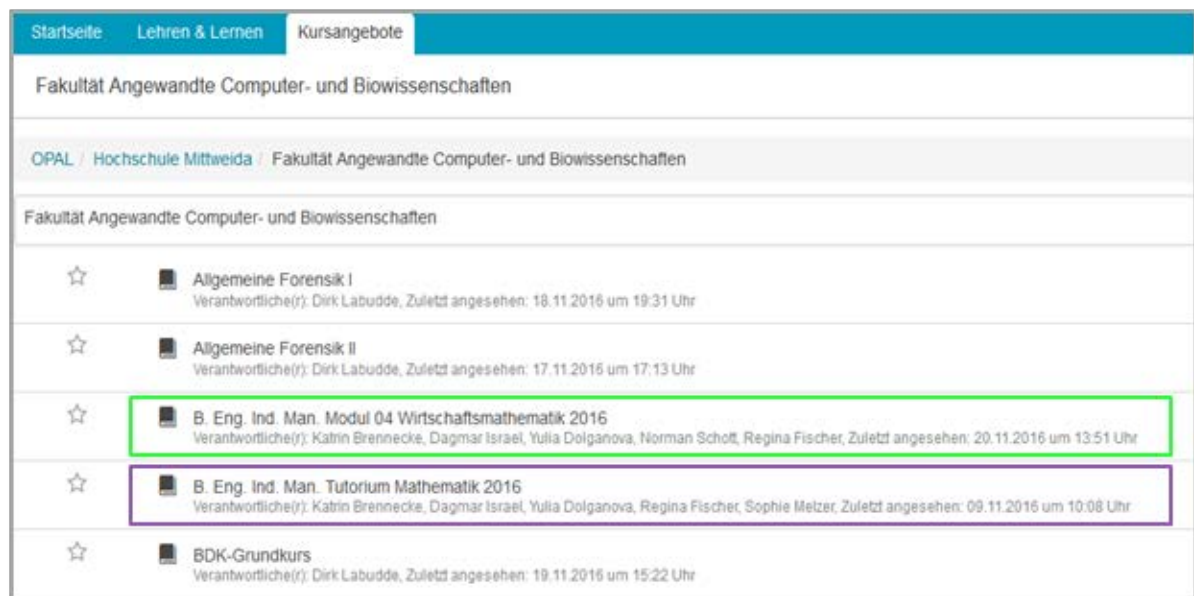 Startseite Lehren & Lernen Kursangebote
Fakultät Angewandte Computer- und Biowissenschaften
OPAL / Hochschule Mittweida / Fakultät Angewandte Computer- und Biowissenschaften
Fakultät Angewandte Computer- und Biowissenschaften
Allgemeine Forensik I
Verantwortliche(r): Dirk Labudde, Zuletzt angesehen: 18.11.2016 um 19:31 Uhr
Allgemeine Forensik II
Verantwortliche(r): Dirk Labudde, Zuletzt angesehen: 17.11.2016 um 17:13 Uhr
B. Eng. Ind. Man. Modul 04 Wirtschaftsmathematik 2016
Verantwortliche(r): Katrin Brennecke, Dagmar Israel, Yulia Dolganova, Norman Schott, Regina Fischer, Zuletzt angesehen: 20.11.2016 um 13:51 Uhr
B. Eng. Ind. Man. Tutorium Mathematik 2016
Verantwortliche(r): Katrin Brennecke, Dagmar Israel, Yulia Dolganova, Regina Fischer, Sophie Melzer, Zuletzt angesehen: 09.11.2016 um 10:08 Uhr
BDK-Grundkurs
Verantwortliche(r): Dirk Labudde, Zuletzt angesehen: 19.11.2016 um 15:22 Uhr